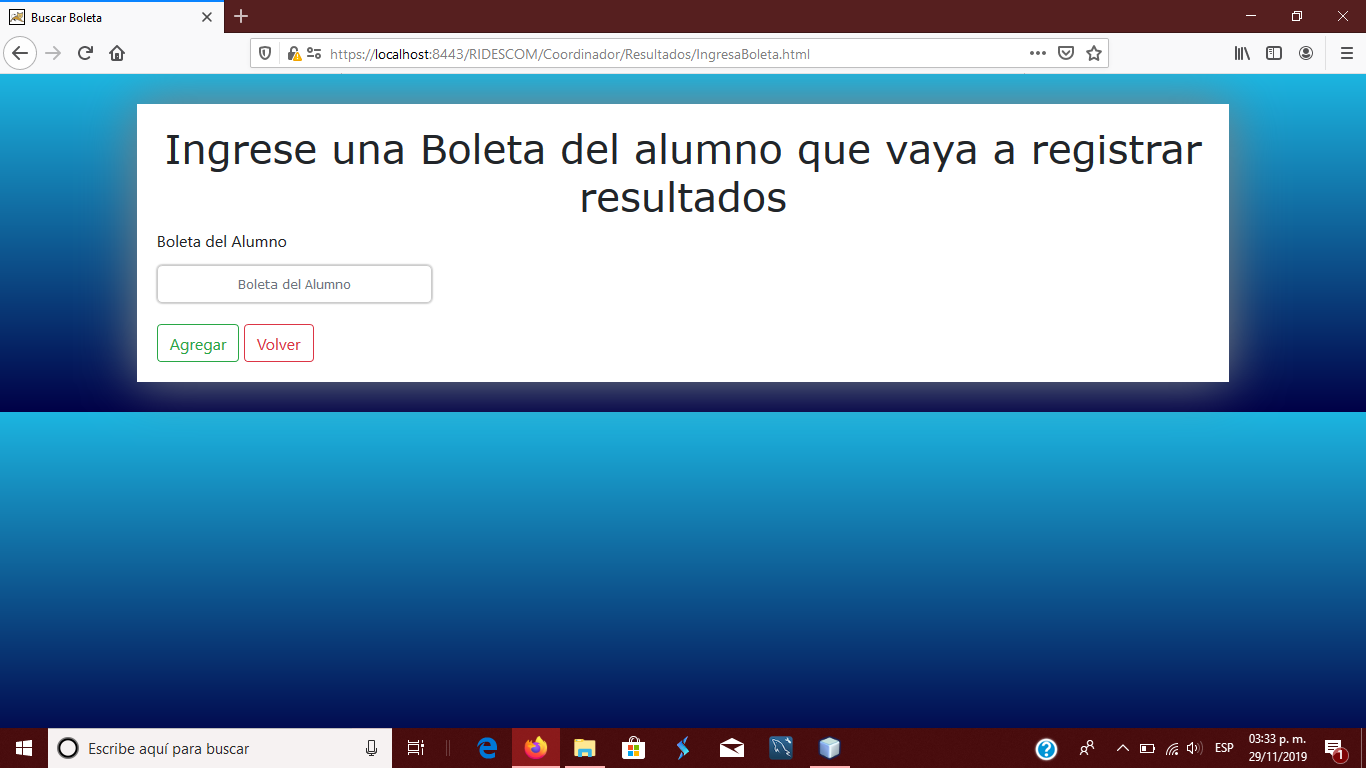 Buscar Boleta
https://localhost:8443/RIDESCOM/Coordinador/Resultados/IngresaBoleta.html
Ingrese una Boleta del alumno que vaya a registrar
resultados
Boleta del Alumno
Boleta del Alumno
Agregar Volver
Escribe aquí para buscar
ESP
03:33 p. m.
29/11/2019
1